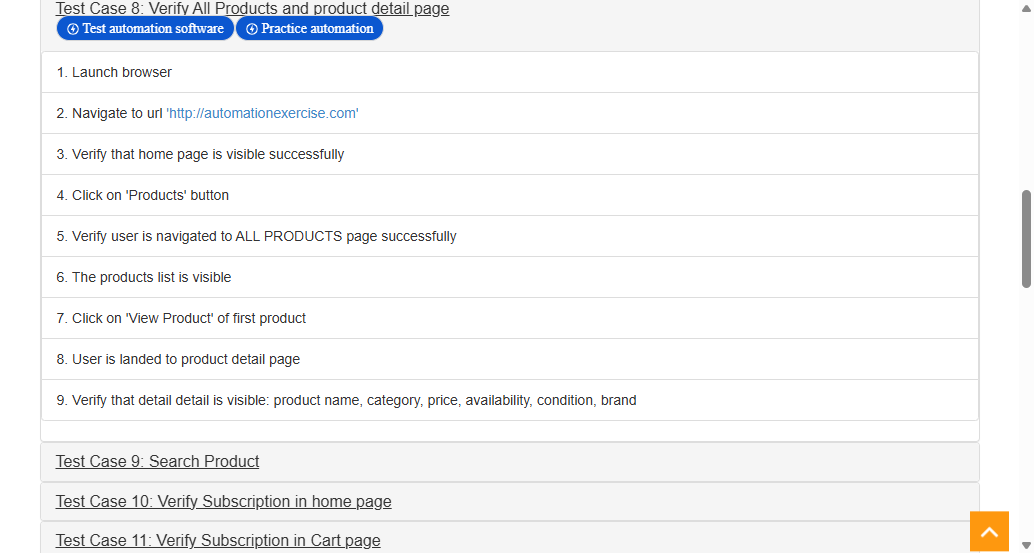 Test Case 8: Verify All Products and product detail page
Test automation software Practice automation
1. Launch browser
2. Navigate to url 'http://automationexercise.com'
3. Verify that home page is visible successfully
4. Click on 'Products' button
5. Verify user is navigated to ALL PRODUCTS page successfully
6. The products list is visible
7. Click on 'View Product' of first product
8. User is landed to product detail page
9. Verify that detail detail is visible: product name, category, price, availability, condition, brand
Test Case 9: Search Product
Test Case 10: Verify Subscription in home page
Test Case 11: Verify Subscription in Cart page